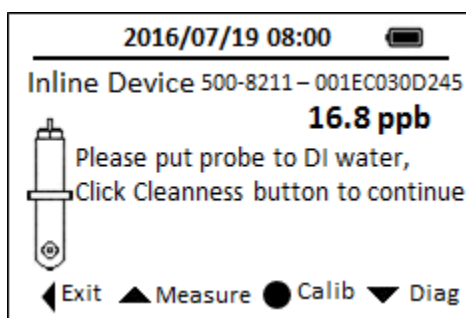 2016/07/19 08:00
Inline Device 500-8211 – 001EC030D245
16.8 ppb
Please put probe to DI water,
Click Cleanness button to continue
Exit Measure Calib Diag